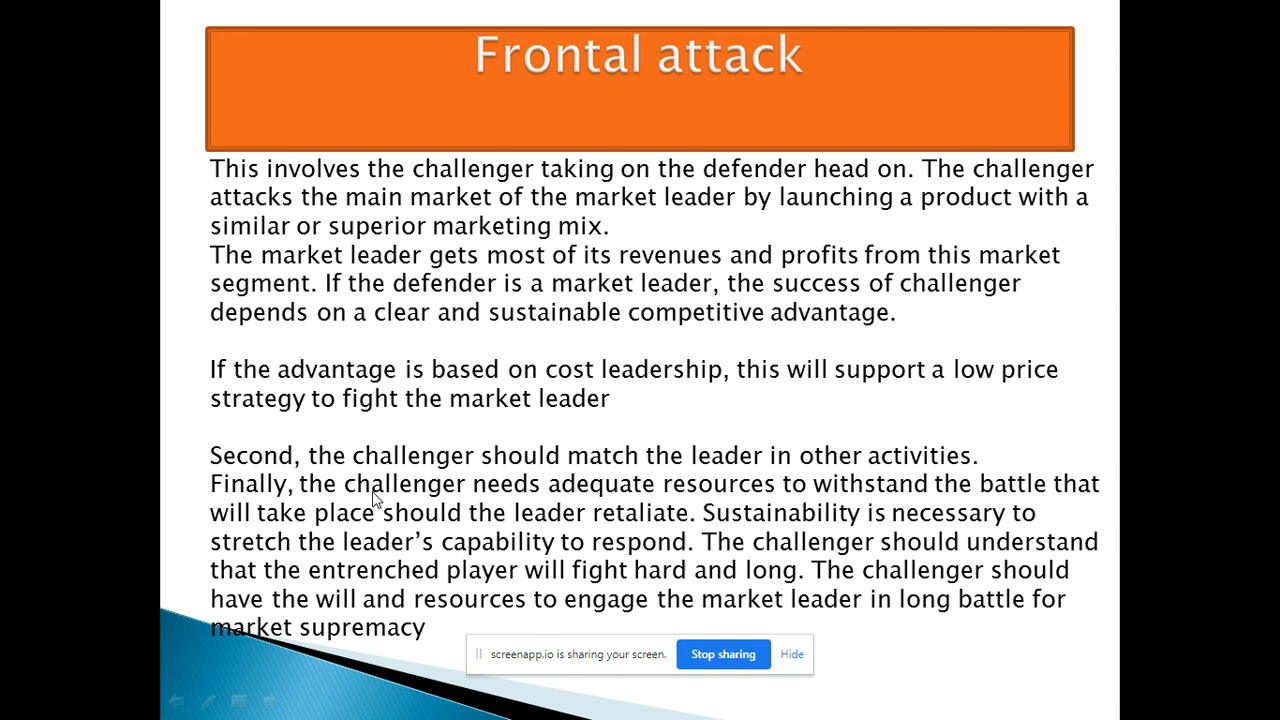 Frontal attack
This involves the challenger taking on the defender head on. The challenger
attacks the main market of the market leader by launching a product with a
similar or superior marketing mix.
The market leader gets most of its revenues and profits from this market
segment. If the defender is a market leader, the success of challenger
depends on a clear and sustainable competitive advantage.
If the advantage is based on cost leadership, this will support a low price
strategy to fight the market leader
Second, the challenger should match the leader in other activities.
Finally, the challenger needs adequate resources to withstand the battle that
will take place should the leader retaliate. Sustainability is necessary to
stretch the leader’s capability to respond. The challenger should understand
that the entrenched player will fight hard and long. The challenger should
have the will and resources to engage the market leader in long battle for
market supremacy
screenapp.io is sharing your screen. Stop sharing Hide